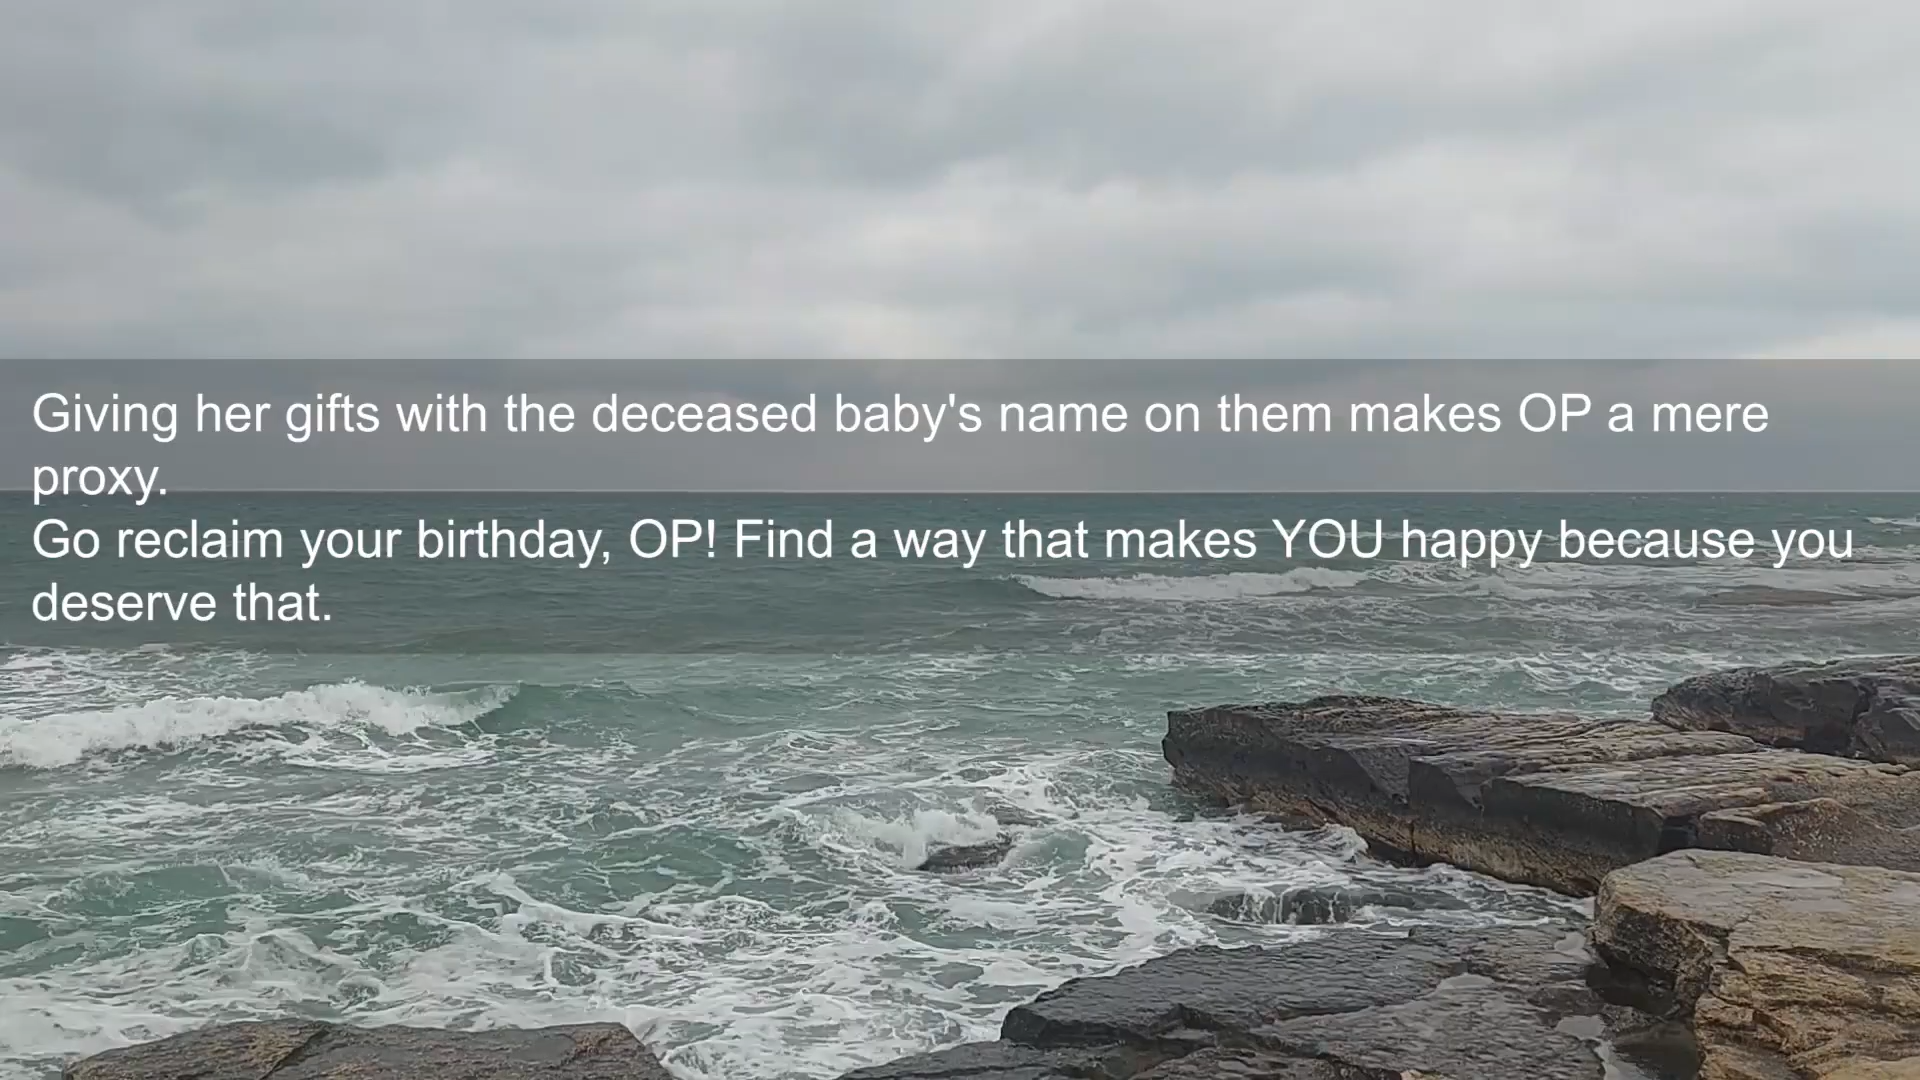 Giving her gifts with the deceased baby's name on them makes OP a mere
proxy.
Go reclaim your birthday, OP! Find a way that makes YOU happy because you
deserve that.